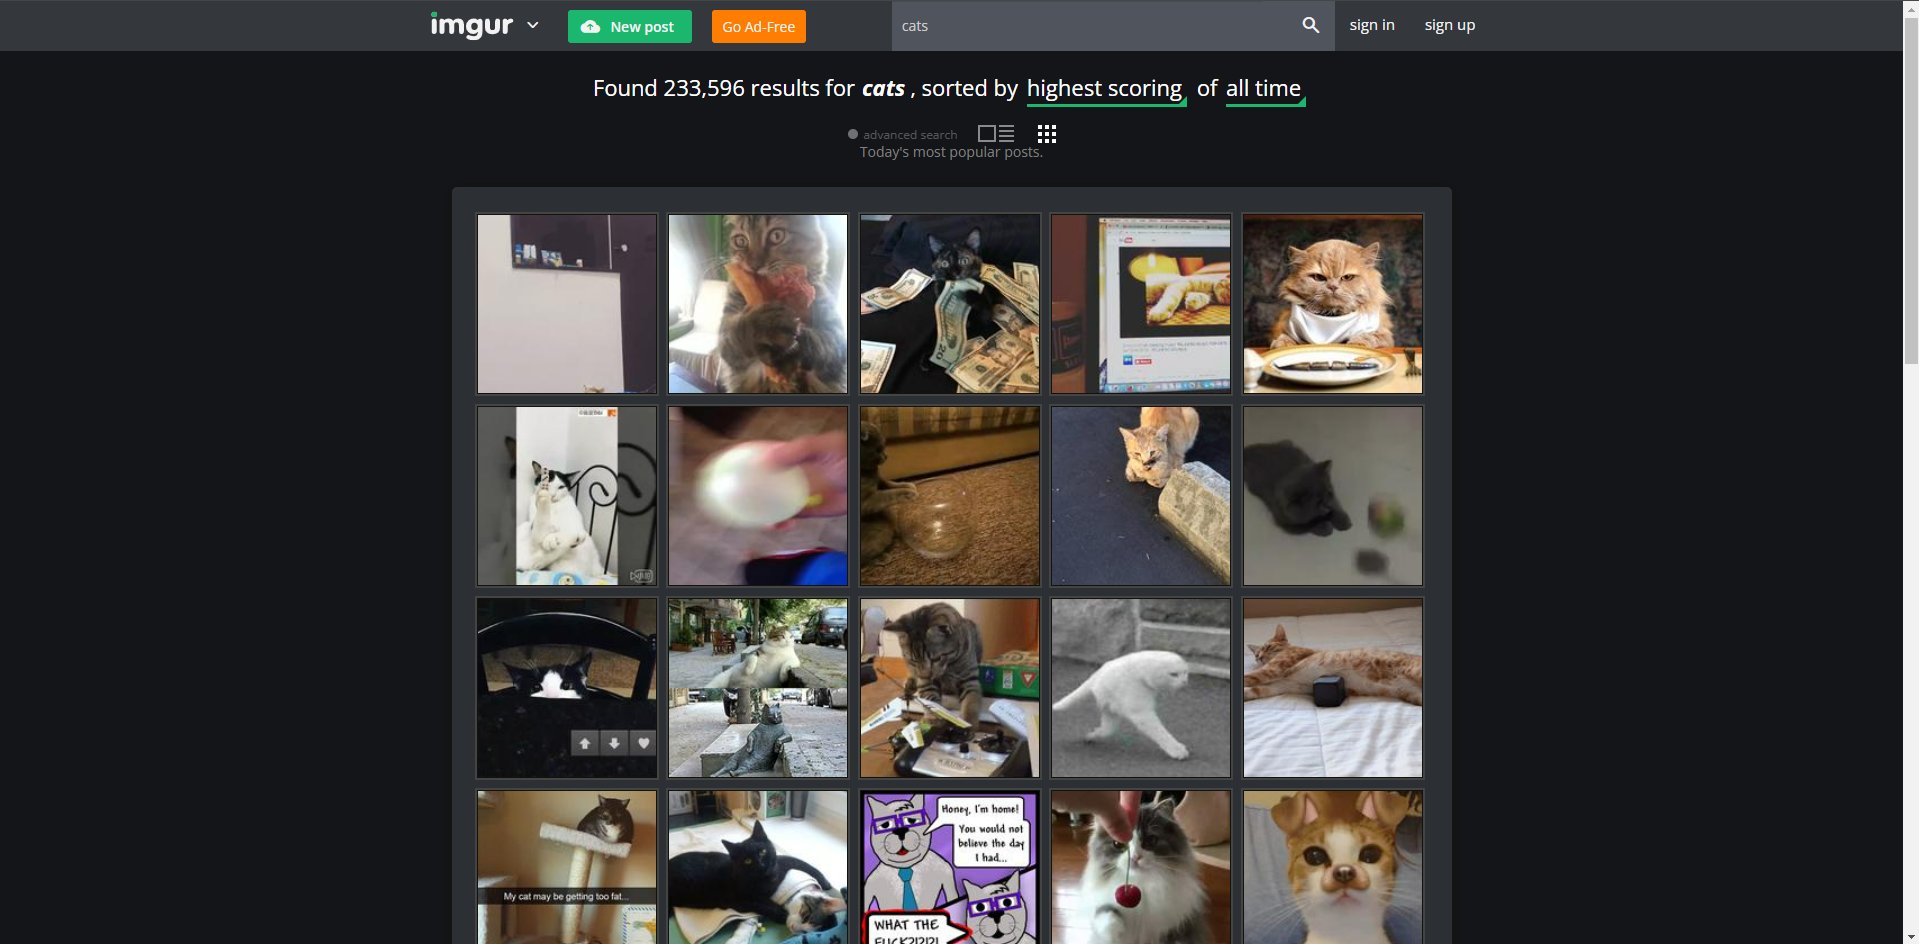 imgur
New post
Go Ad-Free
cats
sign in
sign up
Found 233,596 results for cats , sorted by highest scoring of all time
advanced search
Today's most popular posts.
My cat may be getting too fat...
Honey, I'm home!
You would not
believe the day
I had...
WHAT THE
FUCK?!?!?!